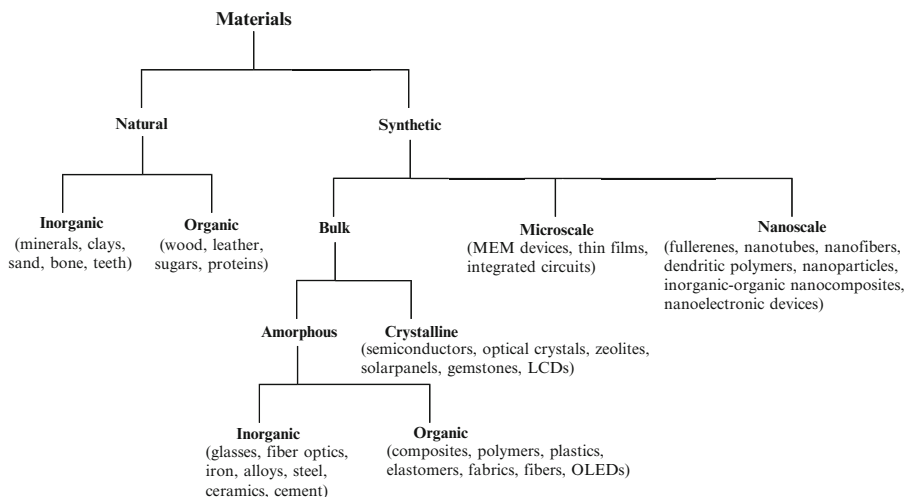 Materials
Natural
Synthetic
Inorganic
(minerals, clays,
sand, bone, teeth)
Organic
(wood, leather,
sugars, proteins)
Bulk
Microscale
(MEM devices, thin films,
integrated circuits)
Nanoscale
(fullerenes, nanotubes, nanofibers,
dendritic polymers, nanoparticles,
inorganic-organic nanocomposites,
nanoelectronic devices)
Amorphous
Crystalline
(semiconductors, optical crystals, zeolites,
solarpanels, gemstones, LCDs)
Inorganic
(glasses, fiber optics,
iron, alloys, steel,
ceramics, cement)
Organic
(composites, polymers, plastics,
elastomers, fabrics, fibers, OLEDs)